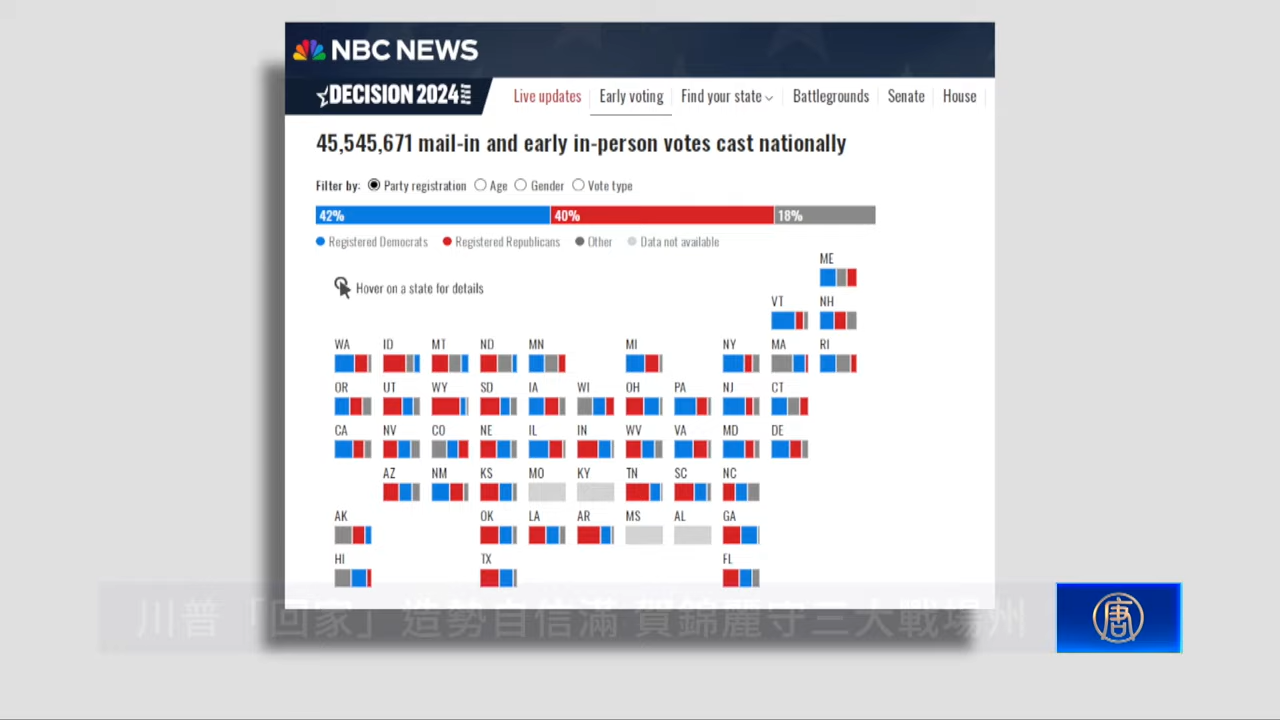 NBC NEWS
DECISION 2024
Live updates Early voting Find your state Battlegrounds Senate House
45,545,671 mail-in and early in-person votes cast nationally
Filter by: Party registration Age Gender Vote type
42% 40% 18%
Registered Democrats Registered Republicans Other Data not available
ME
Hover on a state for details
VT NH
WA ID MT ND MN MI NY MA RI
OR UT WY SD IA WI OH PA NJ CT
CA NV CO NE IL IN WV VA MD DE
AZ NM KS MO KY TN SC NC
AK OK LA AR MS AL GA
HI TX FL
川普「回家」造勢自信滿 賀錦麗守三大戰場州
唐